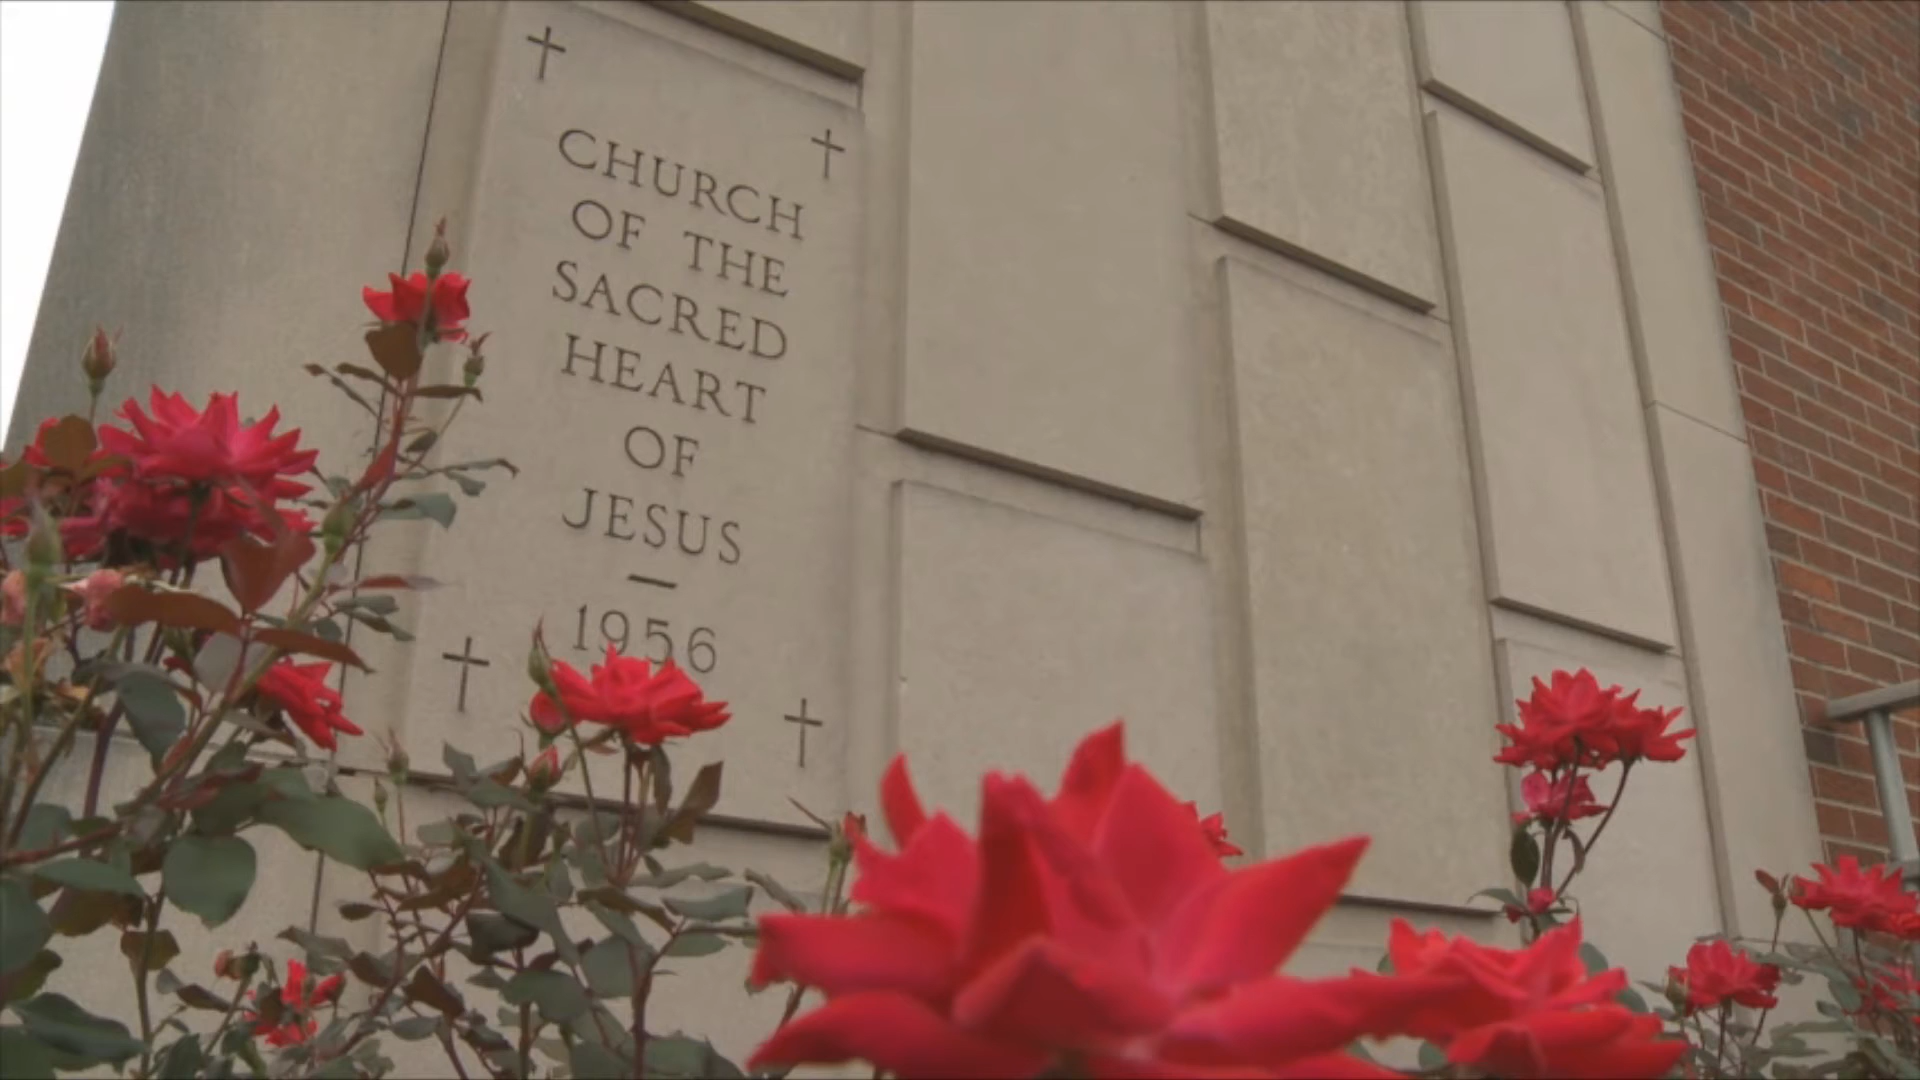 CHURCH
OF THE
SACRED
HEART
OF
JESUS
—
1956